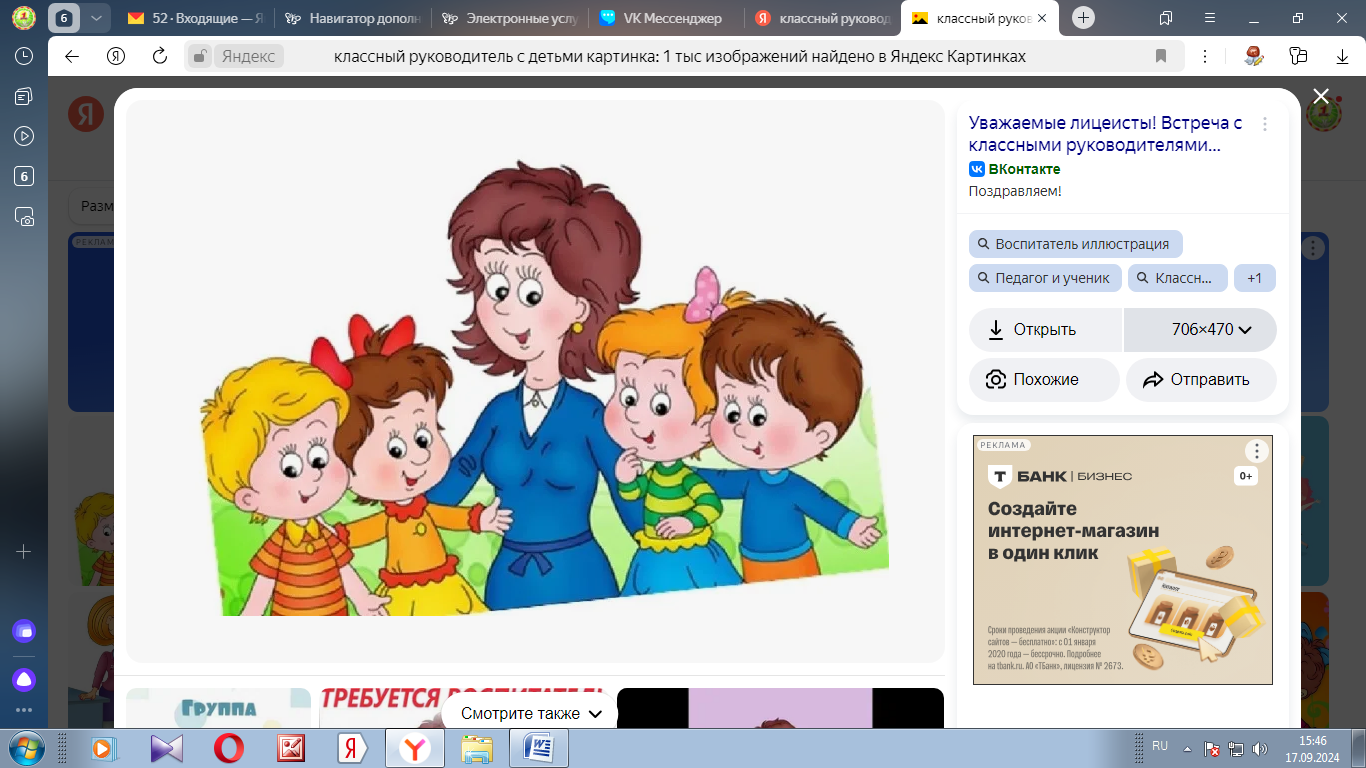 6
52 · Входящие — Я
Навигатор дополн
Электронные услу
VK Мессенджер
классный руковод
классный руков
Яндекс
классный руководитель с детьми картинка: 1 тыс изображений найдено в Яндекс Картинках
6
Я
Разм
РЕКЛАМА
Уважаемые лицеисты! Встреча с
классными руководителями...
ВКонтакте
Поздравляем!
Воспитатель иллюстрация
Педагог и ученик
Классн...
+1
Открыть
706×470
Похожие
Отправить
РЕКЛАМА
Т БАНК | БИЗНЕС
0+
Создайте
интернет-магазин
в один клик
Сроки проведения акции «Конструктор
сайтов — бесплатно»: с 01 января
2020 года — бессрочно. Подробнее
на tbank.ru. АО «ТБанк», лицензия № 2673.
Группа
ТРЕБУЕТСЯ ВОСПИТАТЕЛЬ
Смотрите также
RU
15:46
17.09.2024